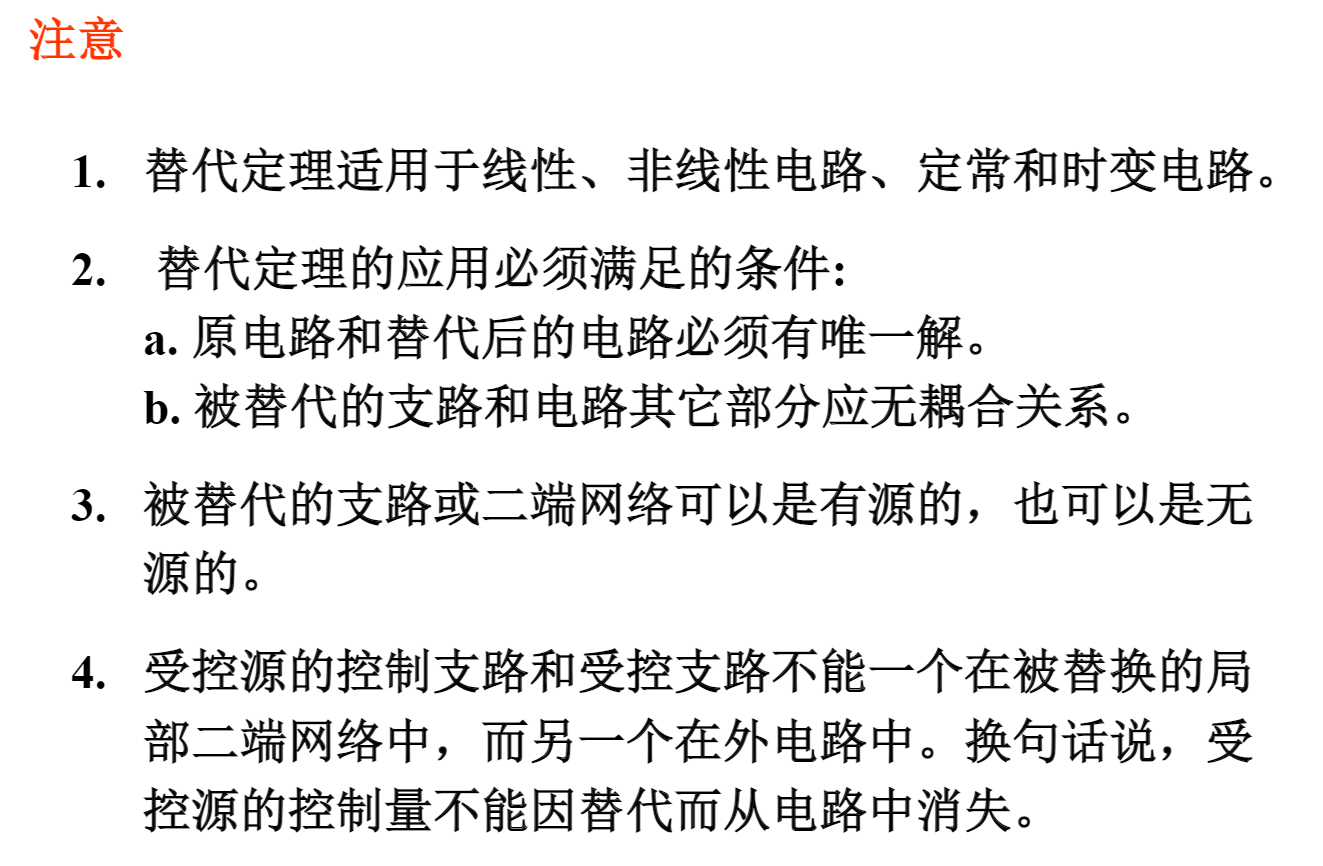 注意
1. 替代定理适用于线性、非线性电路、定常和时变电路。
2. 替代定理的应用必须满足的条件:
a. 原电路和替代后的电路必须有唯一解。
b. 被替代的支路和电路其它部分应无耦合关系。
3. 被替代的支路或二端网络可以是有源的，也可以是无
源的。
4. 受控源的控制支路和受控支路不能一个在被替换的局
部二端网络中，而另一个在外电路中。换句话说，受
控源的控制量不能因替代而从电路中消失。